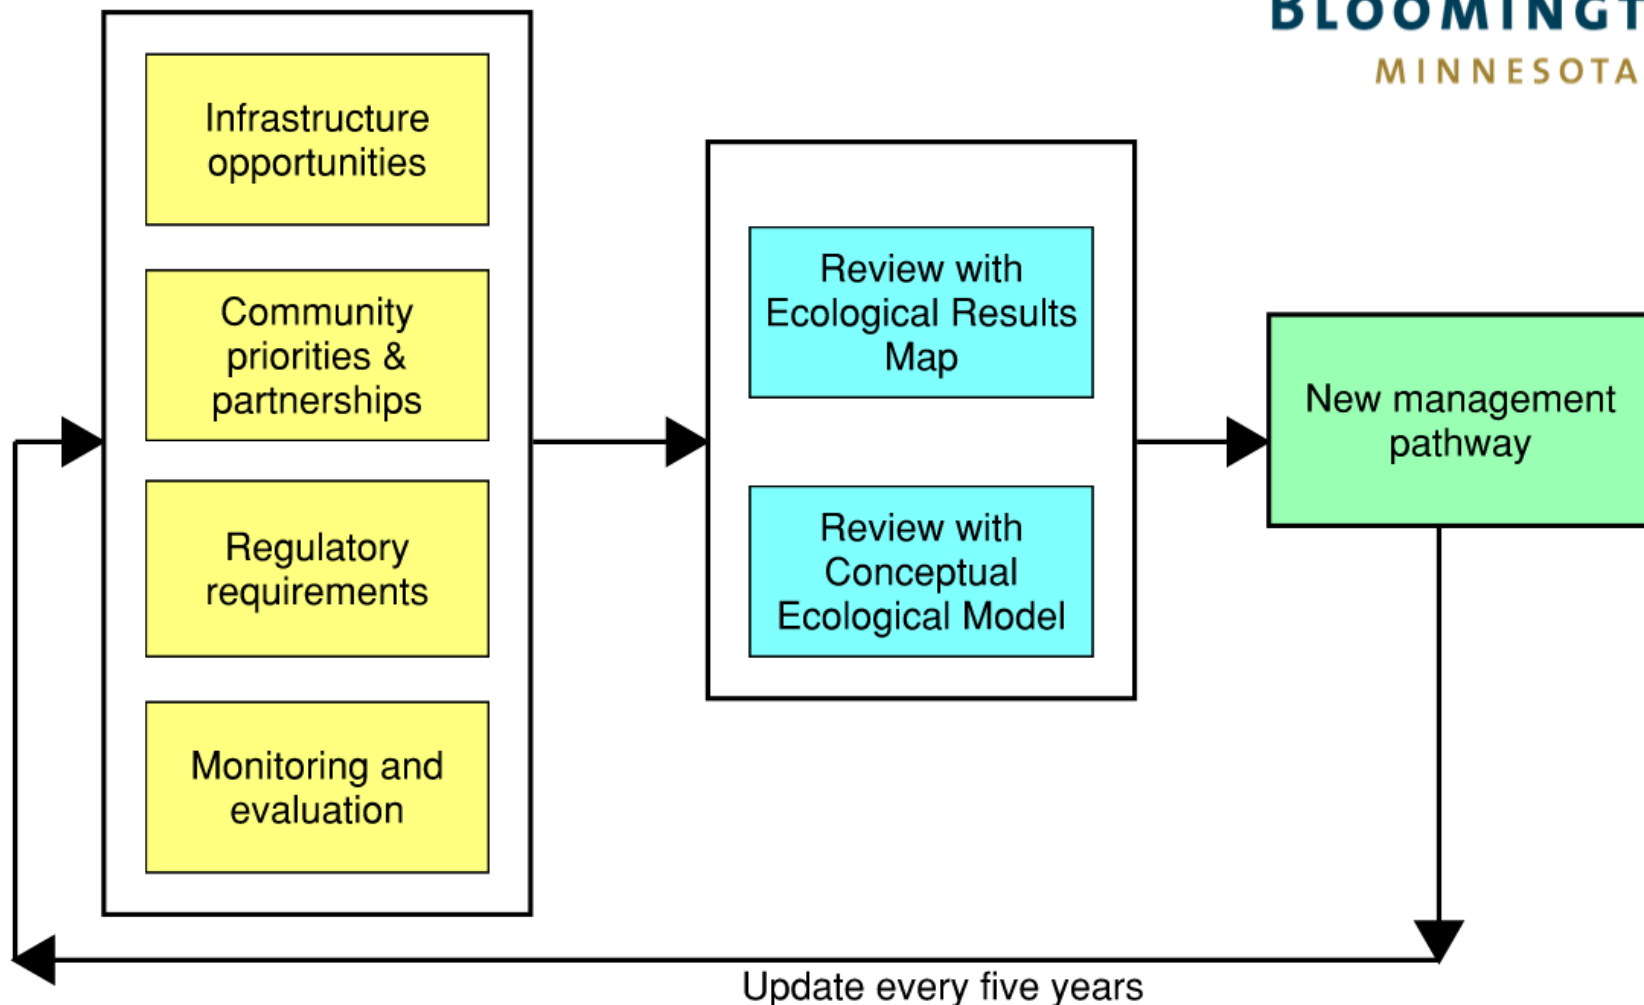 BLOOMINGT
MINNESOTA
Infrastructure
opportunities
Community
priorities &
partnerships
Regulatory
requirements
Monitoring and
evaluation
Review with
Ecological Results
Map
Review with
Conceptual
Ecological Model
New management
pathway
Update every five years